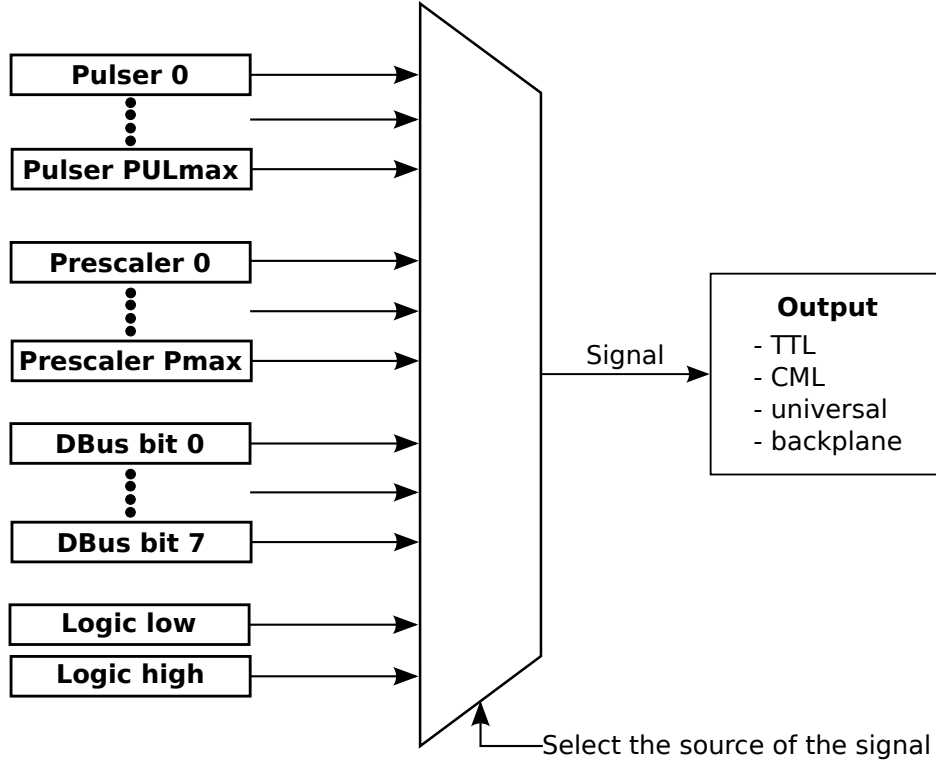 Pulser 0
Pulser PULmax
Prescaler 0
Prescaler Pmax
DBus bit 0
DBus bit 7
Logic low
Logic high
Signal
Output
- TTL
- CML
- universal
- backplane
Select the source of the signal